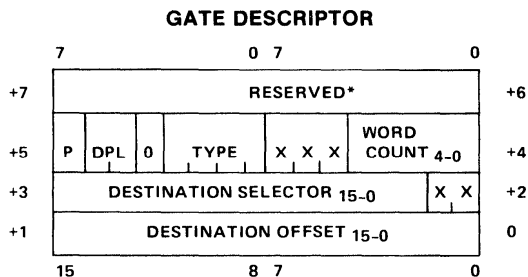 GATE DESCRIPTOR
7 0 7 0
+7 RESERVED* +6
+5 P DPL 0 TYPE X X X WORD COUNT 4-0 +4
+3 DESTINATION SELECTOR 15-0 X X +2
+1 DESTINATION OFFSET 15-0 0
15 8 7 0